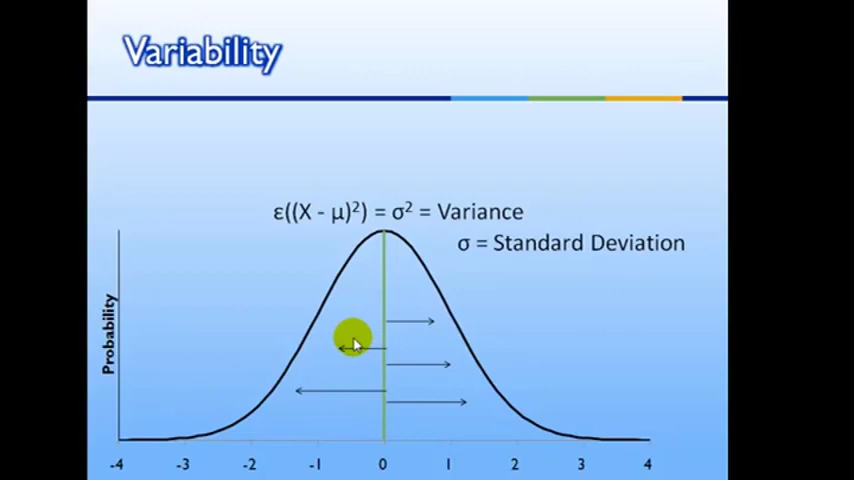 Variability
ε((X - μ)²) = σ² = Variance
σ = Standard Deviation
Probability
-4 -3 -2 -1 0 1 2 3 4